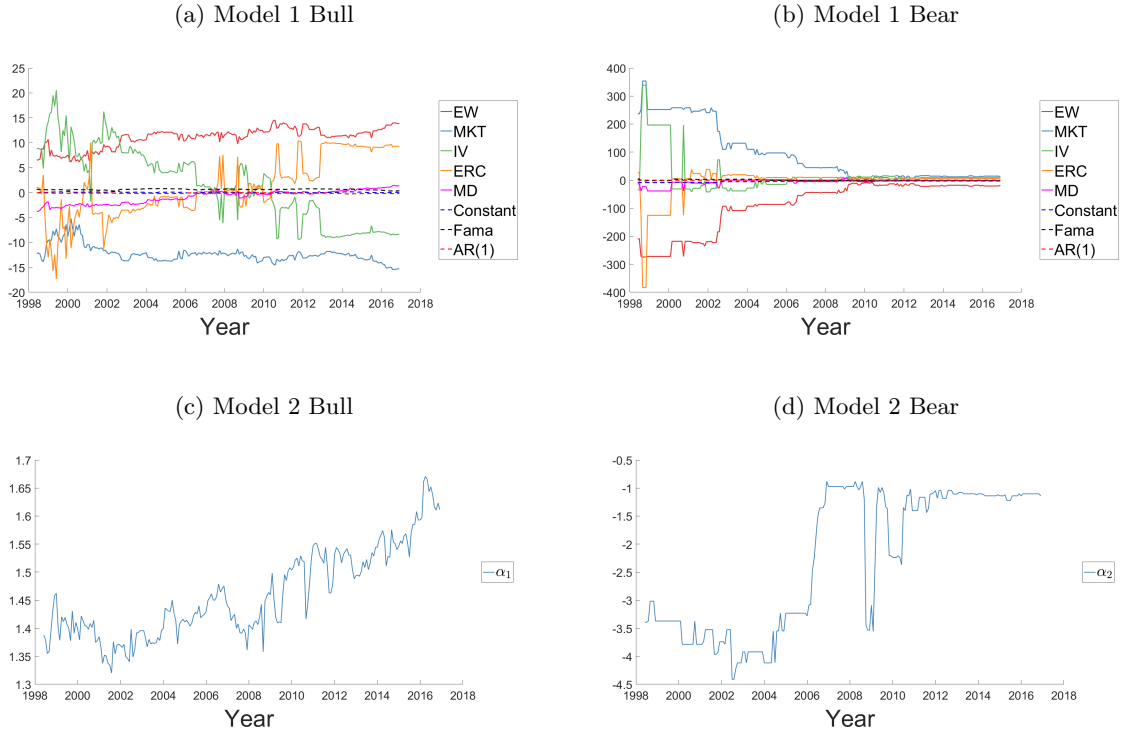 (a) Model 1 Bull
25
20
15
10
5
0
-5
-10
-15
-20
1998 2000 2002 2004 2006 2008 2010 2012 2014 2016 2018
Year
EW
MKT
IV
ERC
MD
Constant
Fama
AR(1)
(b) Model 1 Bear
400
300
200
100
0
-100
-200
-300
-400
1998 2000 2002 2004 2006 2008 2010 2012 2014 2016 2018
Year
EW
MKT
IV
ERC
MD
Constant
Fama
AR(1)
(c) Model 2 Bull
1.7
1.65
1.6
1.55
1.5
1.45
1.4
1.35
1.3
1998 2000 2002 2004 2006 2008 2010 2012 2014 2016 2018
Year
α₁
(d) Model 2 Bear
-0.5
-1
-1.5
-2
-2.5
-3
-3.5
-4
-4.5
1998 2000 2002 2004 2006 2008 2010 2012 2014 2016 2018
Year
α₂